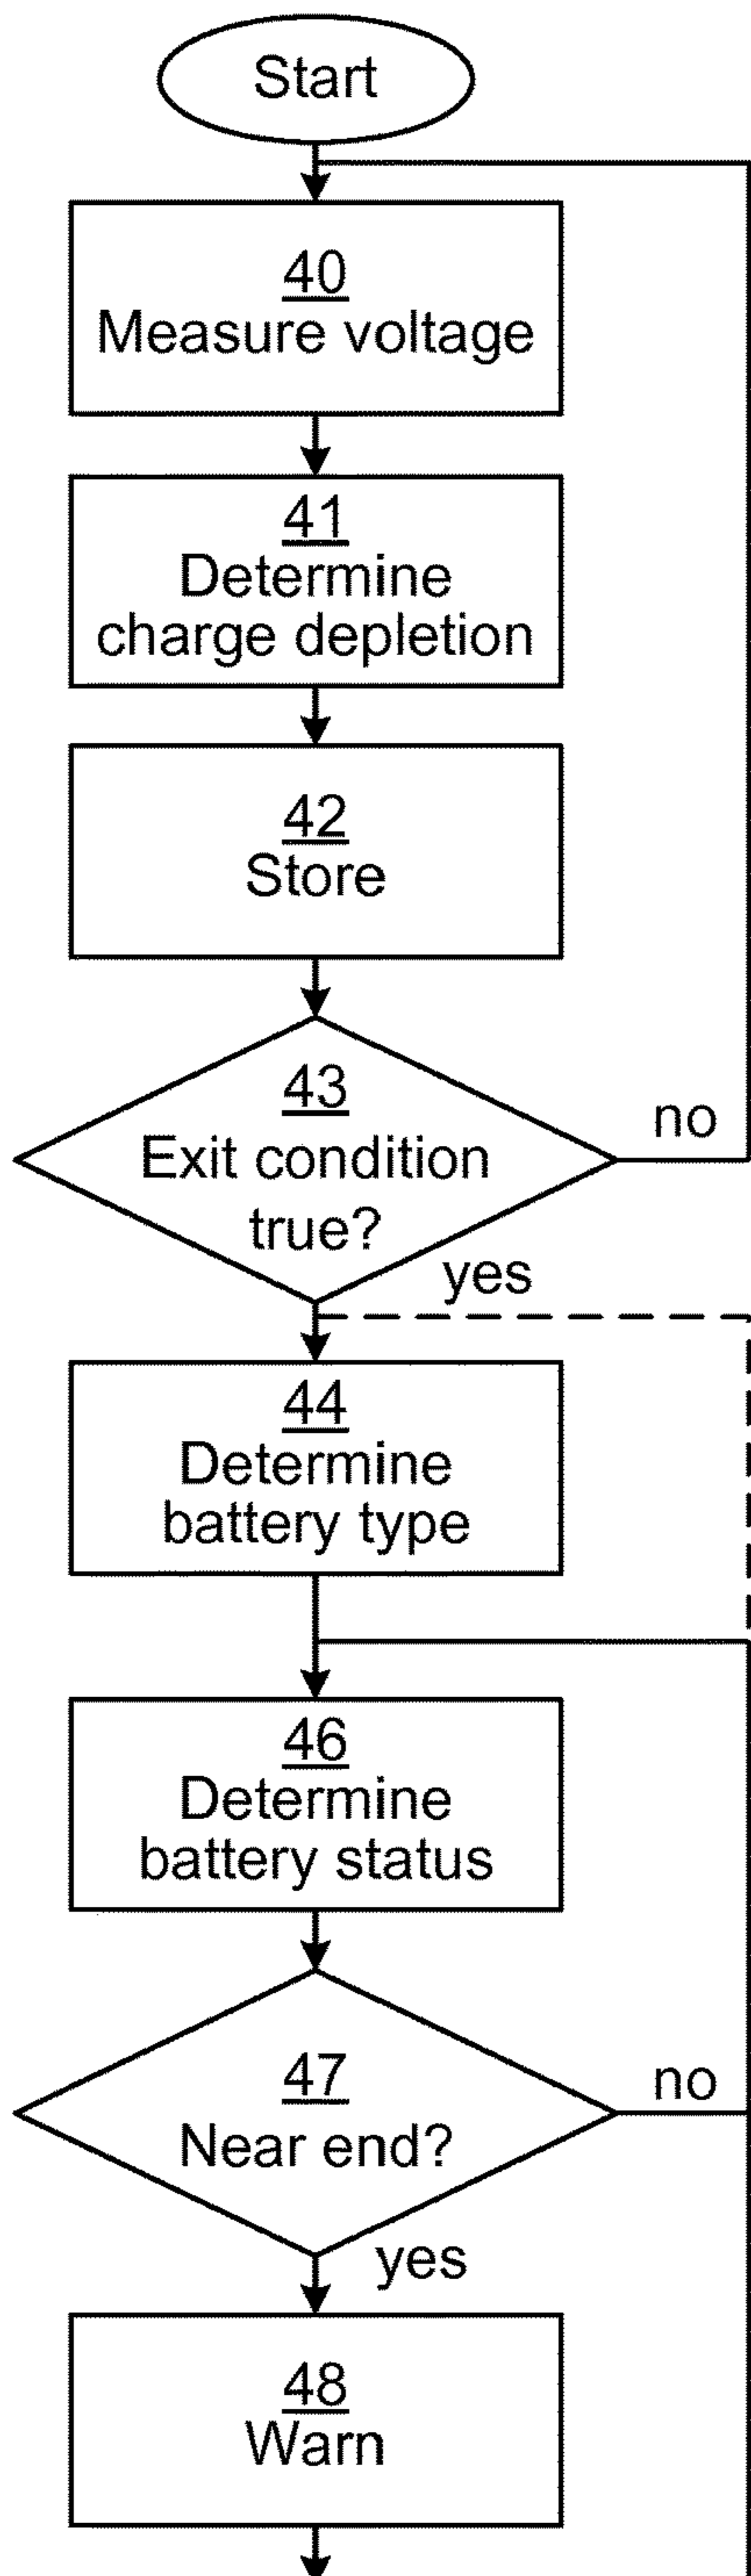 Start
40
Measure voltage
41
Determine
charge depletion
42
Store
43
Exit condition
true?
no
yes
44
Determine
battery type
46
Determine
battery status
47
Near end?
no
yes
48
Warn